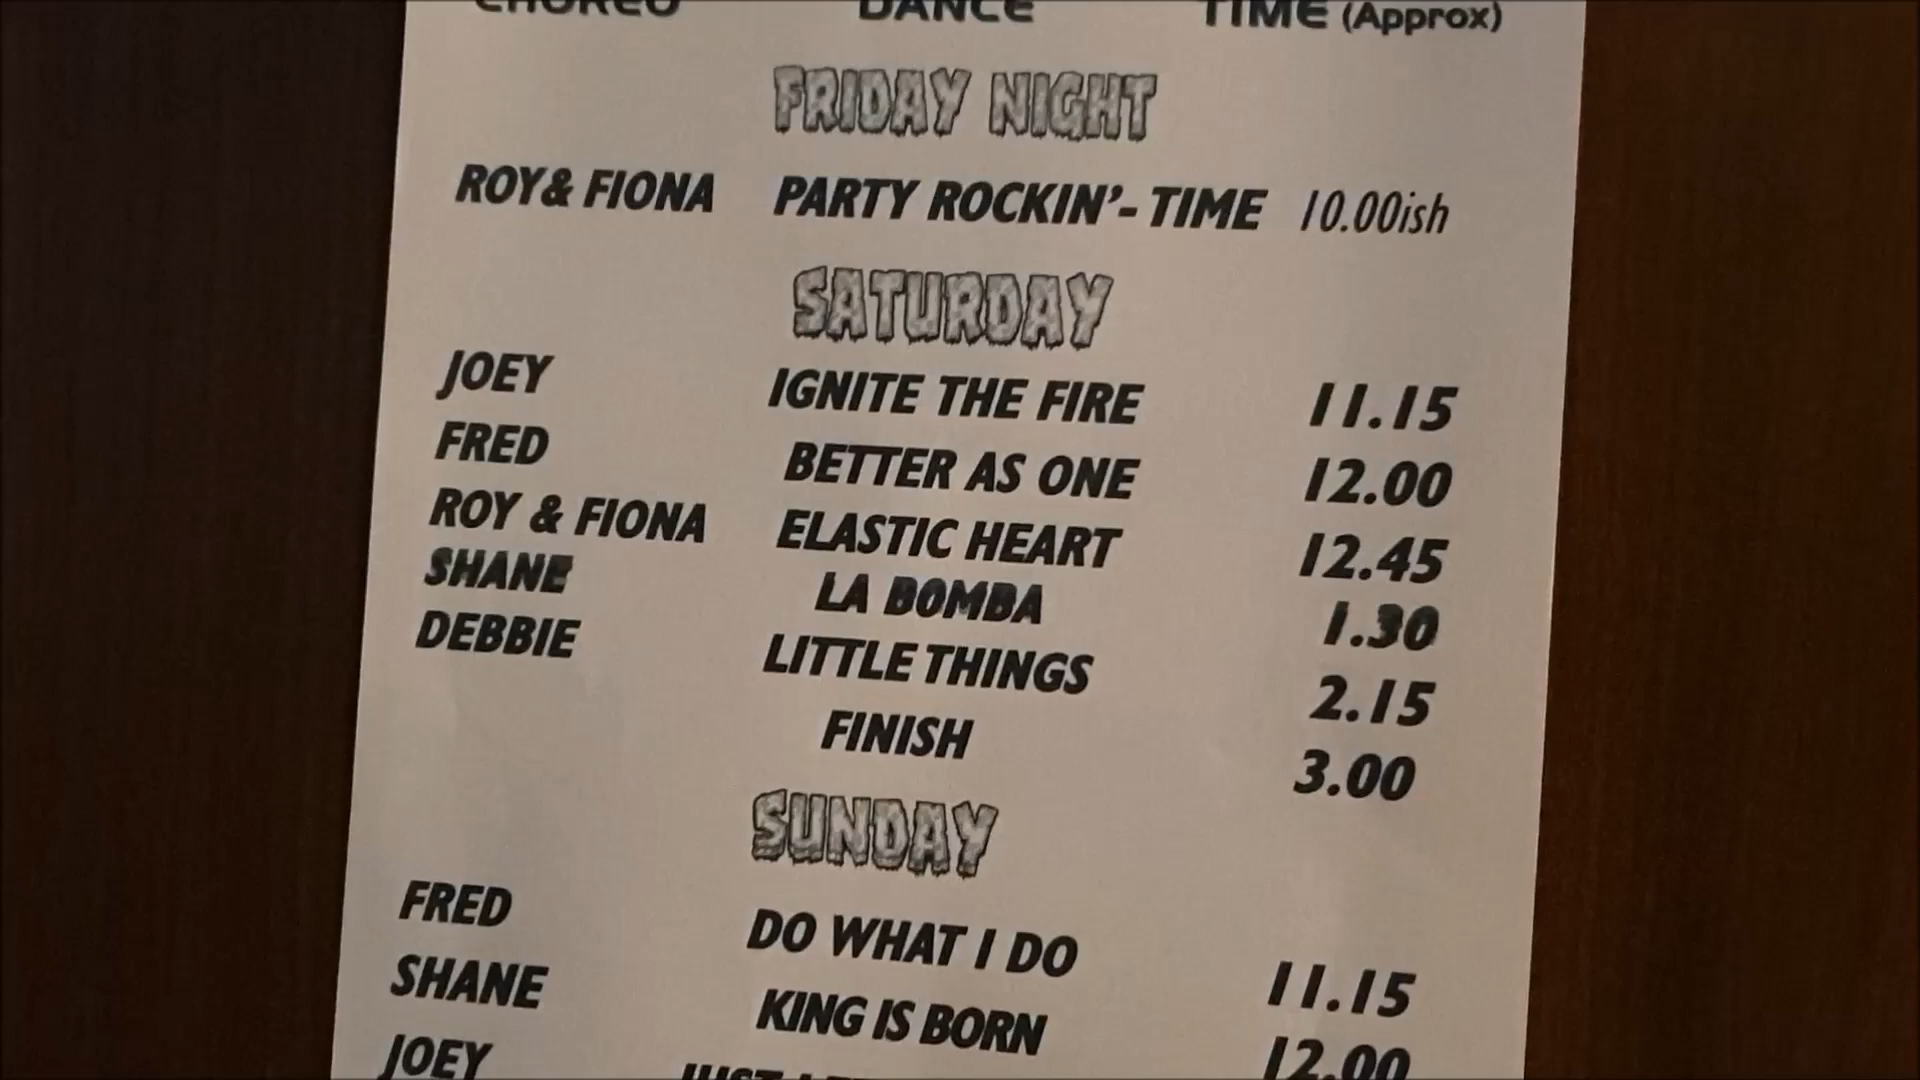 CHOREO DANCE TIME (Approx)
FRIDAY NIGHT
ROY& FIONA PARTY ROCKIN'- TIME 10.00ish
SATURDAY
JOEY IGNITE THE FIRE 11.15
FRED BETTER AS ONE 12.00
ROY & FIONA ELASTIC HEART 12.45
SHANE LA BOMBA 1.30
DEBBIE LITTLE THINGS 2.15
FINISH 3.00
SUNDAY
FRED DO WHAT I DO 11.15
SHANE KING IS BORN 12.00
JOEY JUST